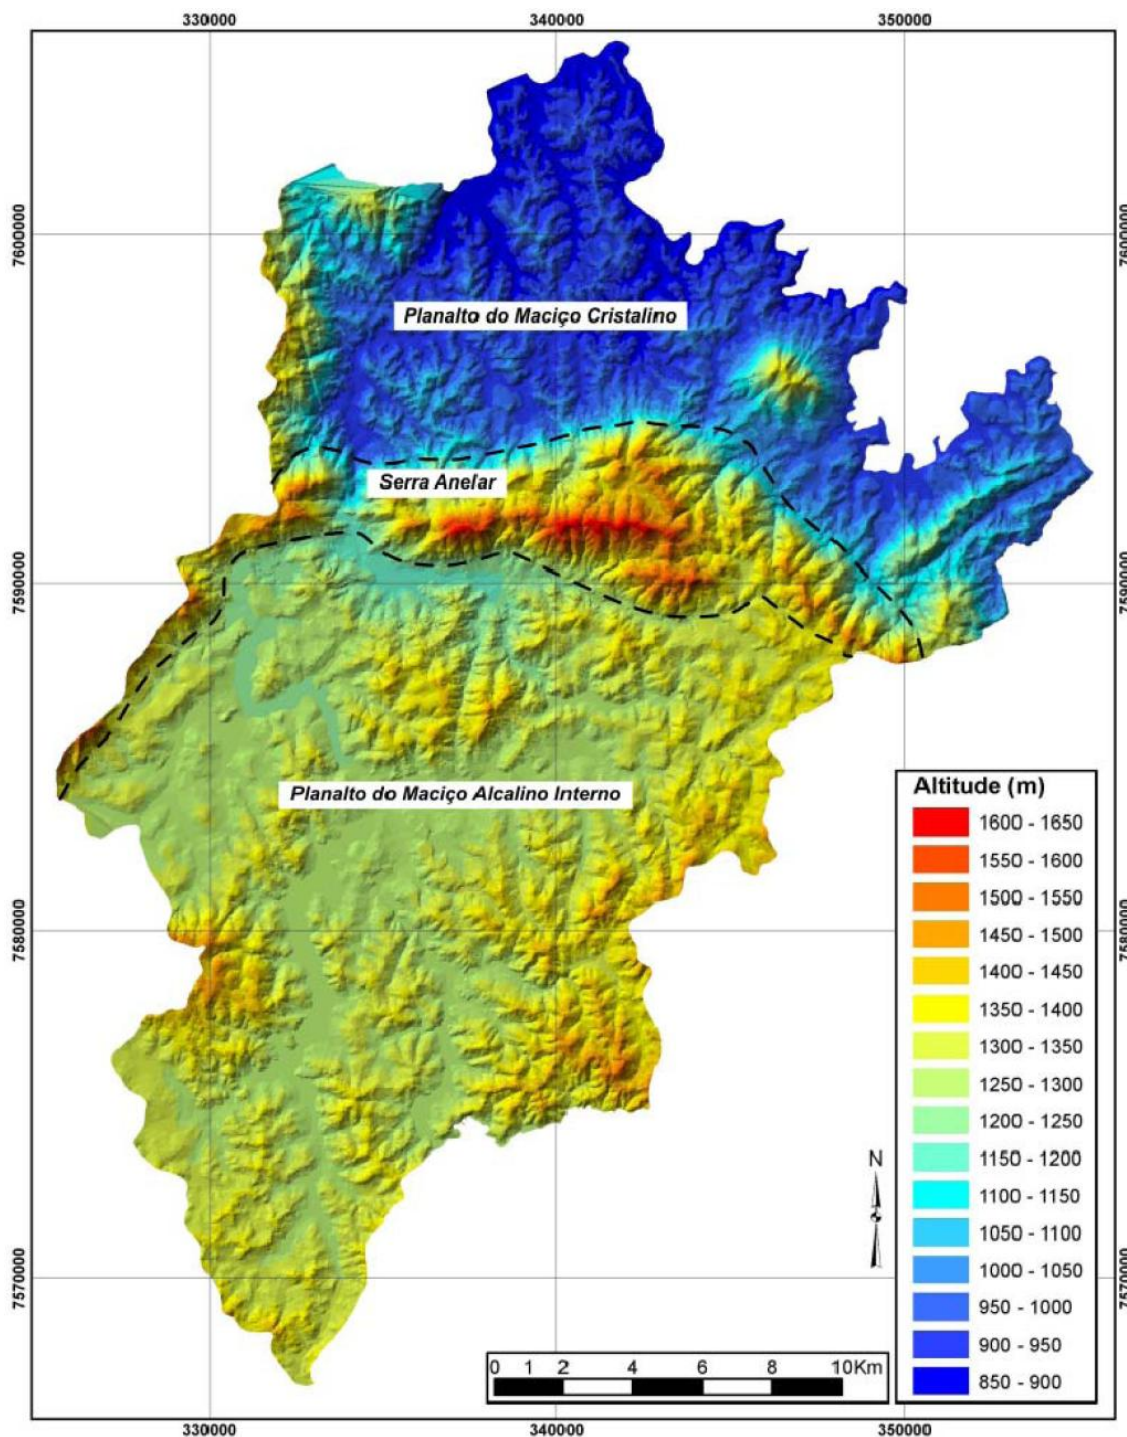 330000
340000
350000
7600000
7600000
Planalto do Maciço Cristalino
Serra Anelar
7590000
7590000
Planalto do Maciço Alcalino Interno
Altitude (m)
1600 - 1650
1550 - 1600
1500 - 1550
1450 - 1500
1400 - 1450
1350 - 1400
1300 - 1350
1250 - 1300
1200 - 1250
1150 - 1200
1100 - 1150
1050 - 1100
1000 - 1050
950 - 1000
900 - 950
850 - 900
7580000
7580000
N
7570000
7570000
0 1 2 4 6 8 10Km
330000
340000
350000